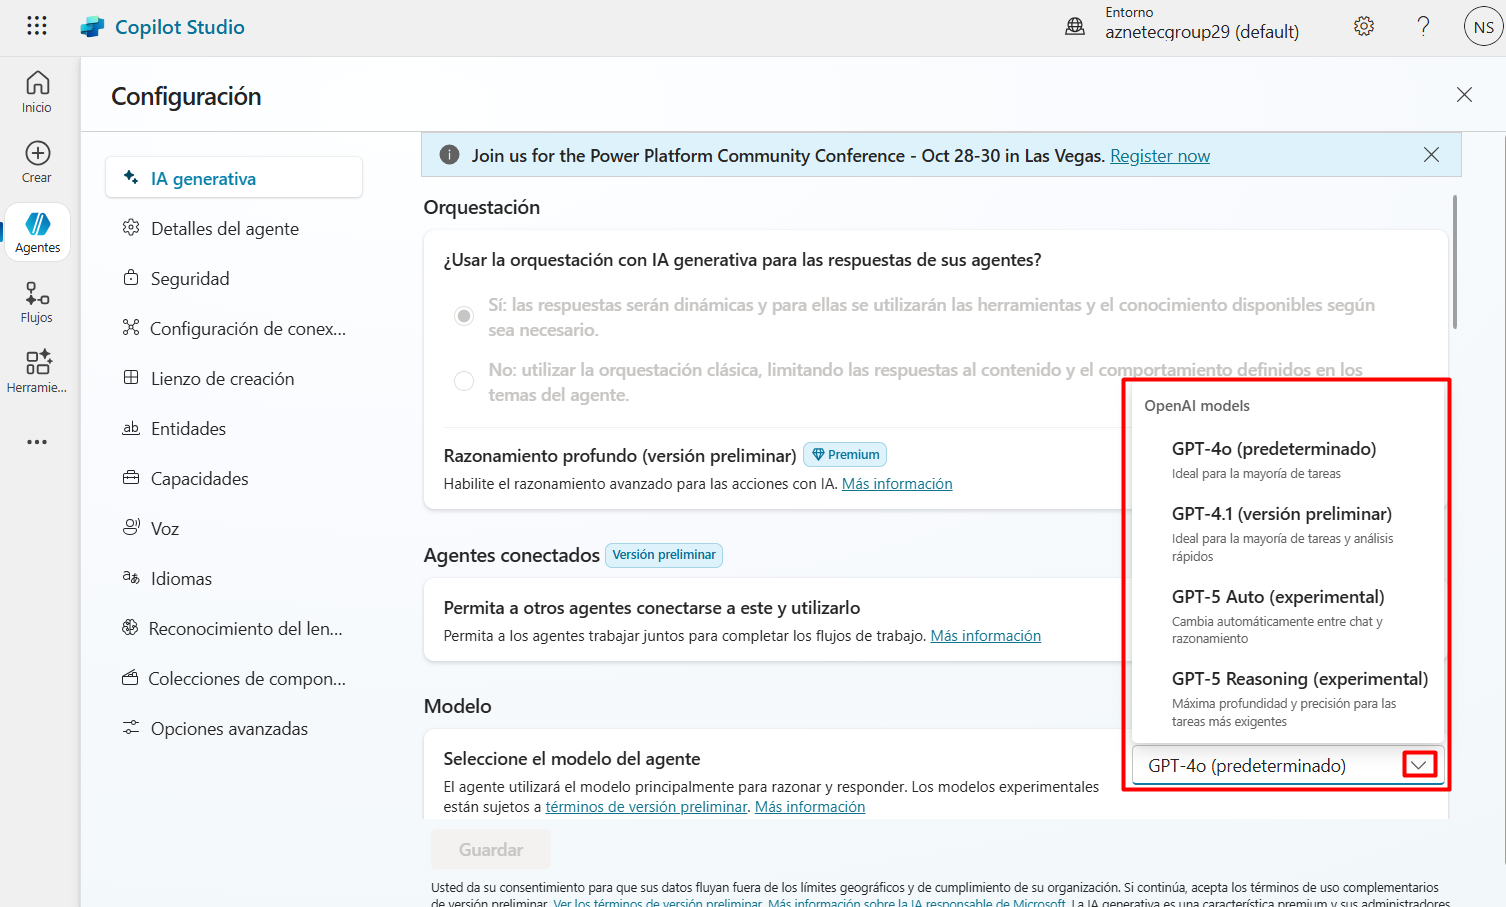 Copilot Studio
Entorno
aznetecgroup29 (default)
NS
Inicio
Crear
Agentes
Flujos
Herramie...
Configuración
IA generativa
Detalles del agente
Seguridad
Configuración de conex...
Lienzo de creación
Entidades
Capacidades
Voz
Idiomas
Reconocimiento del len...
Colecciones de compon...
Opciones avanzadas
Join us for the Power Platform Community Conference - Oct 28-30 in Las Vegas. Register now
Orquestación
¿Usar la orquestación con IA generativa para las respuestas de sus agentes?
Sí: las respuestas serán dinámicas y para ellas se utilizarán las herramientas y el conocimiento disponibles según
sea necesario.
No: utilizar la orquestación clásica, limitando las respuestas al contenido y el comportamiento definidos en los
temas del agente.
Razonamiento profundo (versión preliminar) Premium
Habilite el razonamiento avanzado para las acciones con IA. Más información
Agentes conectados Versión preliminar
Permita a otros agentes conectarse a este y utilizarlo
Permita a los agentes trabajar juntos para completar los flujos de trabajo. Más información
Modelo
Seleccione el modelo del agente
El agente utilizará el modelo principalmente para razonar y responder. Los modelos experimentales
están sujetos a términos de versión preliminar. Más información
OpenAI models
GPT-4o (predeterminado)
Ideal para la mayoría de tareas
GPT-4.1 (versión preliminar)
Ideal para la mayoría de tareas y análisis
rápidos
GPT-5 Auto (experimental)
Cambia automáticamente entre chat y
razonamiento
GPT-5 Reasoning (experimental)
Máxima profundidad y precisión para las
tareas más exigentes
GPT-4o (predeterminado)
Guardar
Usted da su consentimiento para que sus datos fluyan fuera de los límites geográficos y de cumplimiento de su organización. Si continúa, acepta los términos de uso complementarios
de versión preliminar. Ver los términos de versión preliminar. Más información sobre la IA responsable de Microsoft. La IA generativa es una característica premium y sus administradores